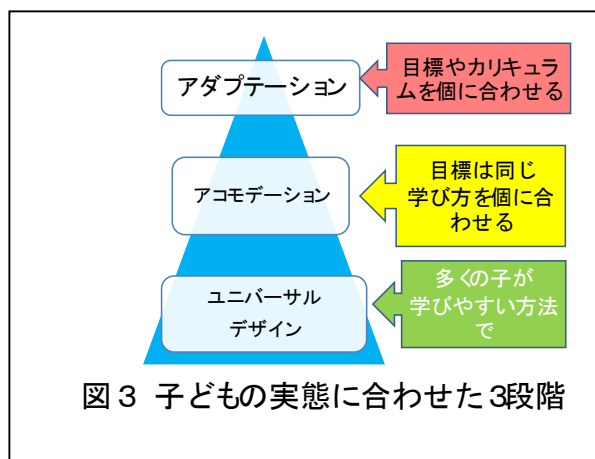 アダプテーション
目標やカリキュラ
ムを個に合わせる
アコモデーション
目標は同じ
学び方を個に合
わせる
ユニバーサル
デザイン
多くの子が
学びやすい方法
で
図3 子どもの実態に合わせた3段階